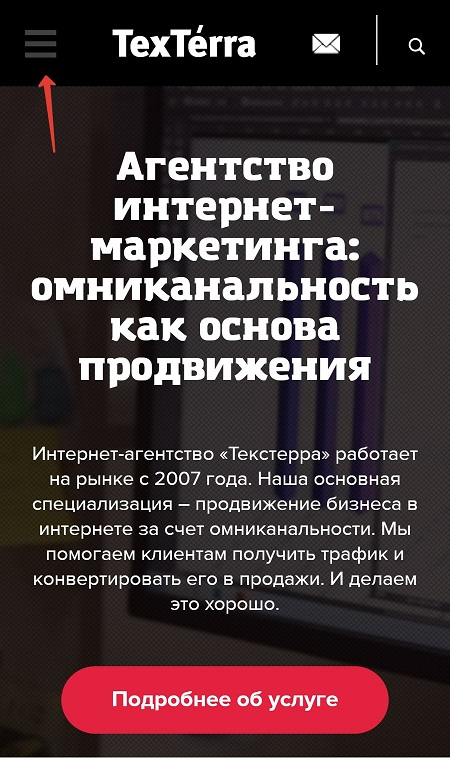 TexTérra
Агентство
интернет-
маркетинга:
омниканальность
как основа
продвижения
Интернет-агентство «Текстерра» работает
на рынке с 2007 года. Наша основная
специализация – продвижение бизнеса в
интернете за счет омниканальности. Мы
помогаем клиентам получить трафик и
конвертировать его в продажи. И делаем
это хорошо.
Подробнее об услуге